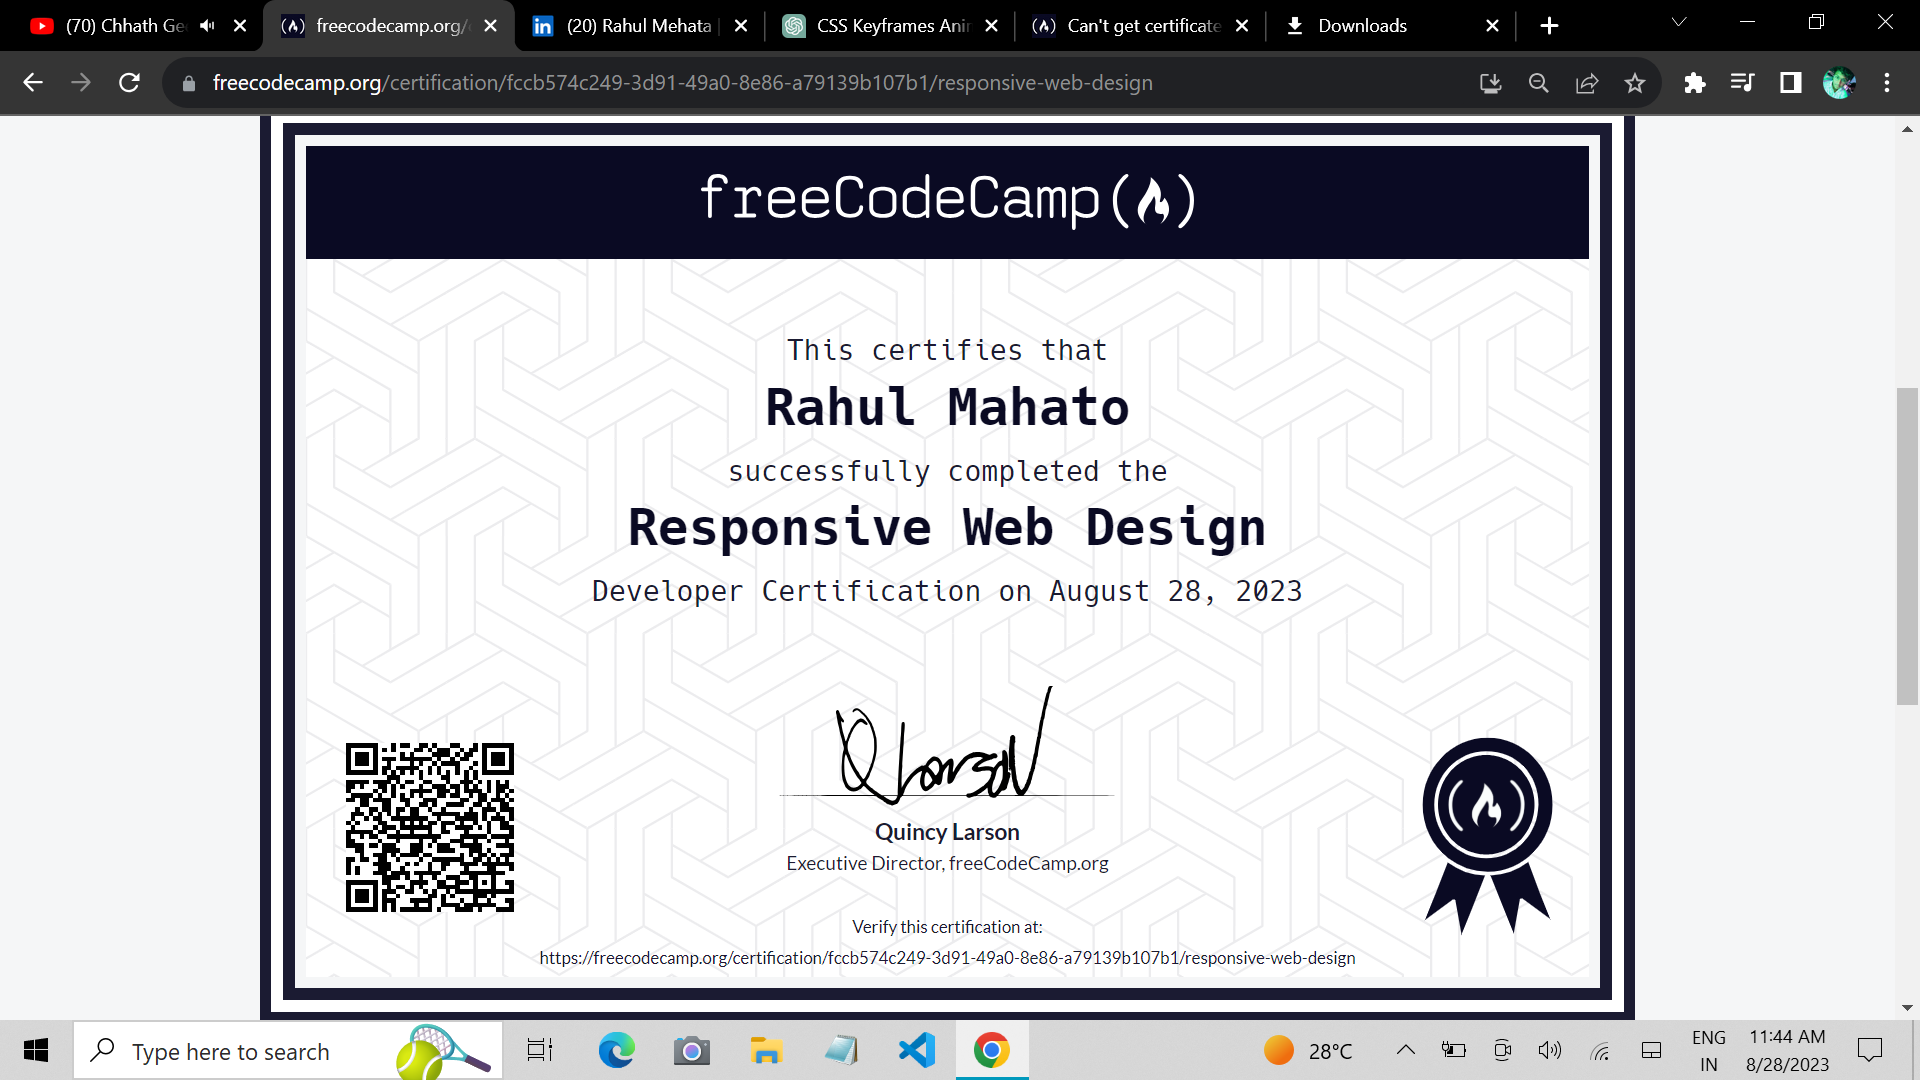 (70) Chhath Ge
freecodecamp.org/
(20) Rahul Mehata
CSS Keyframes Ani
Can't get certificate
Downloads
freecodecamp.org/certification/fccb574c249-3d91-49a0-8e86-a79139b107b1/responsive-web-design
freeCodeCamp
This certifies that
Rahul Mahato
successfully completed the
Responsive Web Design
Developer Certification on August 28, 2023
Quincy Larson
Executive Director, freeCodeCamp.org
Verify this certification at:
https://freecodecamp.org/certification/fccb574c249-3d91-49a0-8e86-a79139b107b1/responsive-web-design
Type here to search
28°C
ENG
IN
11:44 AM
8/28/2023